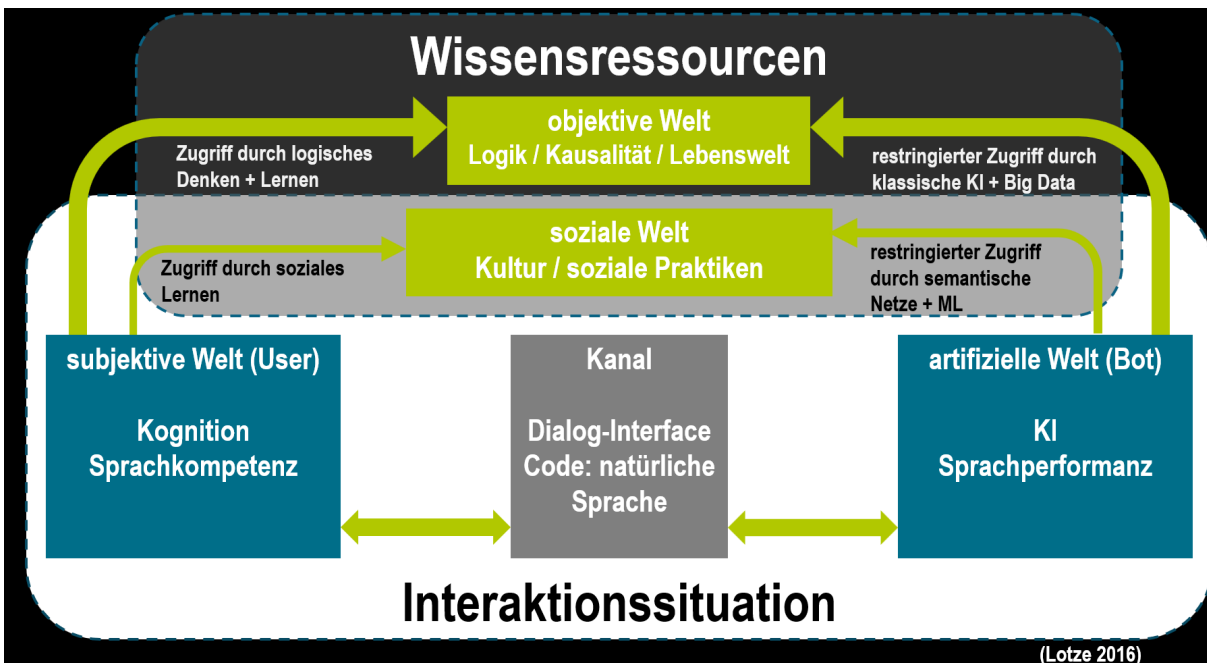 Wissensressourcen
objektive Welt
Logik / Kausalität / Lebenswelt
Zugriff durch logisches
Denken + Lernen
restringierter Zugriff durch
klassische KI + Big Data
soziale Welt
Kultur / soziale Praktiken
Zugriff durch soziales
Lernen
restringierter Zugriff
durch semantische
Netze + ML
subjektive Welt (User)
Kognition
Sprachkompetenz
Kanal
Dialog-Interface
Code: natürliche
Sprache
artifizielle Welt (Bot)
KI
Sprachperformanz
Interaktionssituation
(Lotze 2016)